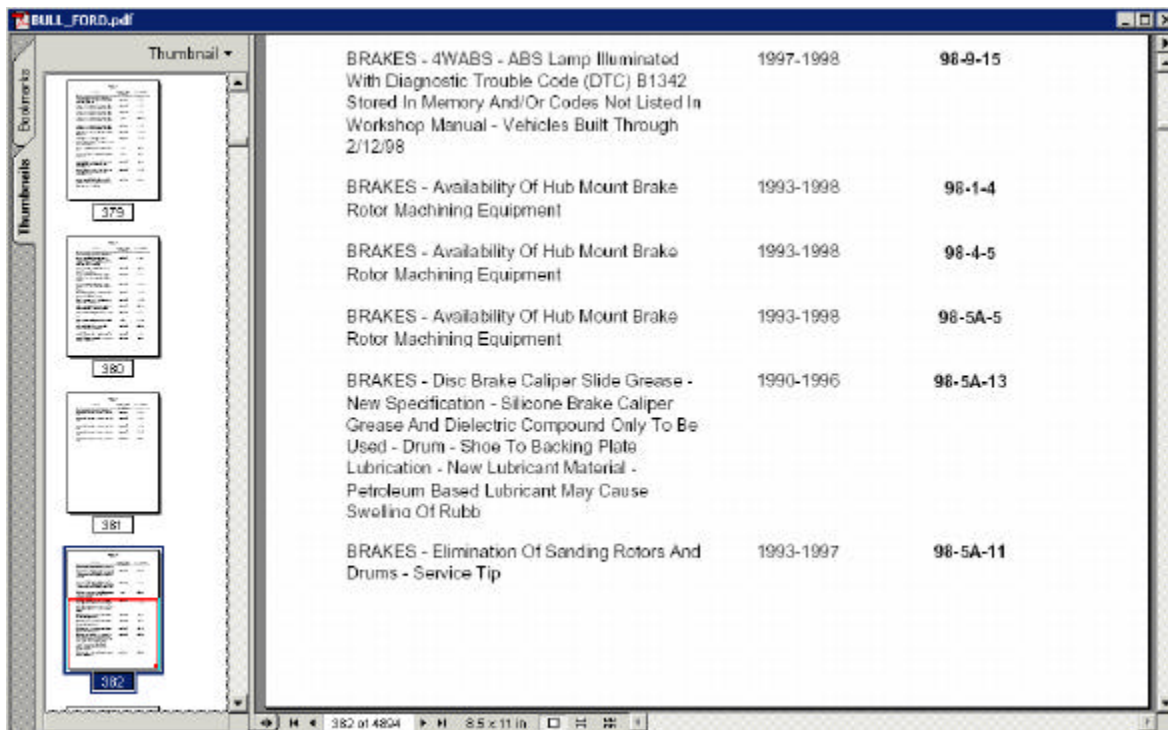 BULL_FORD.pdf
Bookmarks
Thumbnails
Thumbnail
379
380
381
382
BRAKES - 4WABS - ABS Lamp Illuminated 1997-1998 98-9-15
With Diagnostic Trouble Code (DTC) B1342
Stored In Memory And/Or Codes Not Listed In
Workshop Manual - Vehicles Built Through
2/12/98
BRAKES - Availability Of Hub Mount Brake 1993-1998 98-1-4
Rotor Machining Equipment
BRAKES - Availability Of Hub Mount Brake 1993-1998 98-4-5
Rotor Machining Equipment
BRAKES - Availability Of Hub Mount Brake 1993-1998 98-5A-5
Rotor Machining Equipment
BRAKES - Disc Brake Caliper Slide Grease - 1990-1996 98-5A-13
New Specification - Silicone Brake Caliper
Grease And Dielectric Compound Only To Be
Used - Drum - Shoe To Backing Plate
Lubrication - New Lubricant Material -
Petroleum Based Lubricant May Cause
Swelling Of Rubb
BRAKES - Elimination Of Sanding Rotors And 1993-1997 98-5A-11
Drums - Service Tip
382 of 4894 8.5 x 11 in